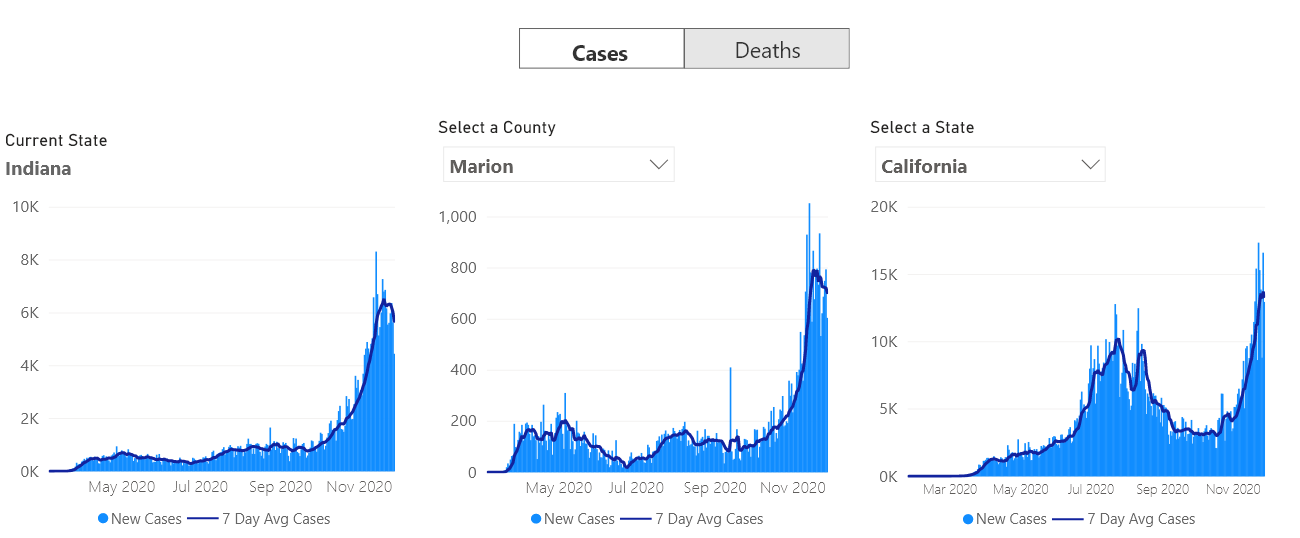 Cases
Deaths
Current State
Indiana
10K
8K
6K
4K
2K
0K
May 2020 Jul 2020 Sep 2020 Nov 2020
New Cases 7 Day Avg Cases
Select a County
Marion
1,000
800
600
400
200
0
May 2020 Jul 2020 Sep 2020 Nov 2020
New Cases 7 Day Avg Cases
Select a State
California
20K
15K
10K
5K
0K
Mar 2020 May 2020 Jul 2020 Sep 2020 Nov 2020
New Cases 7 Day Avg Cases